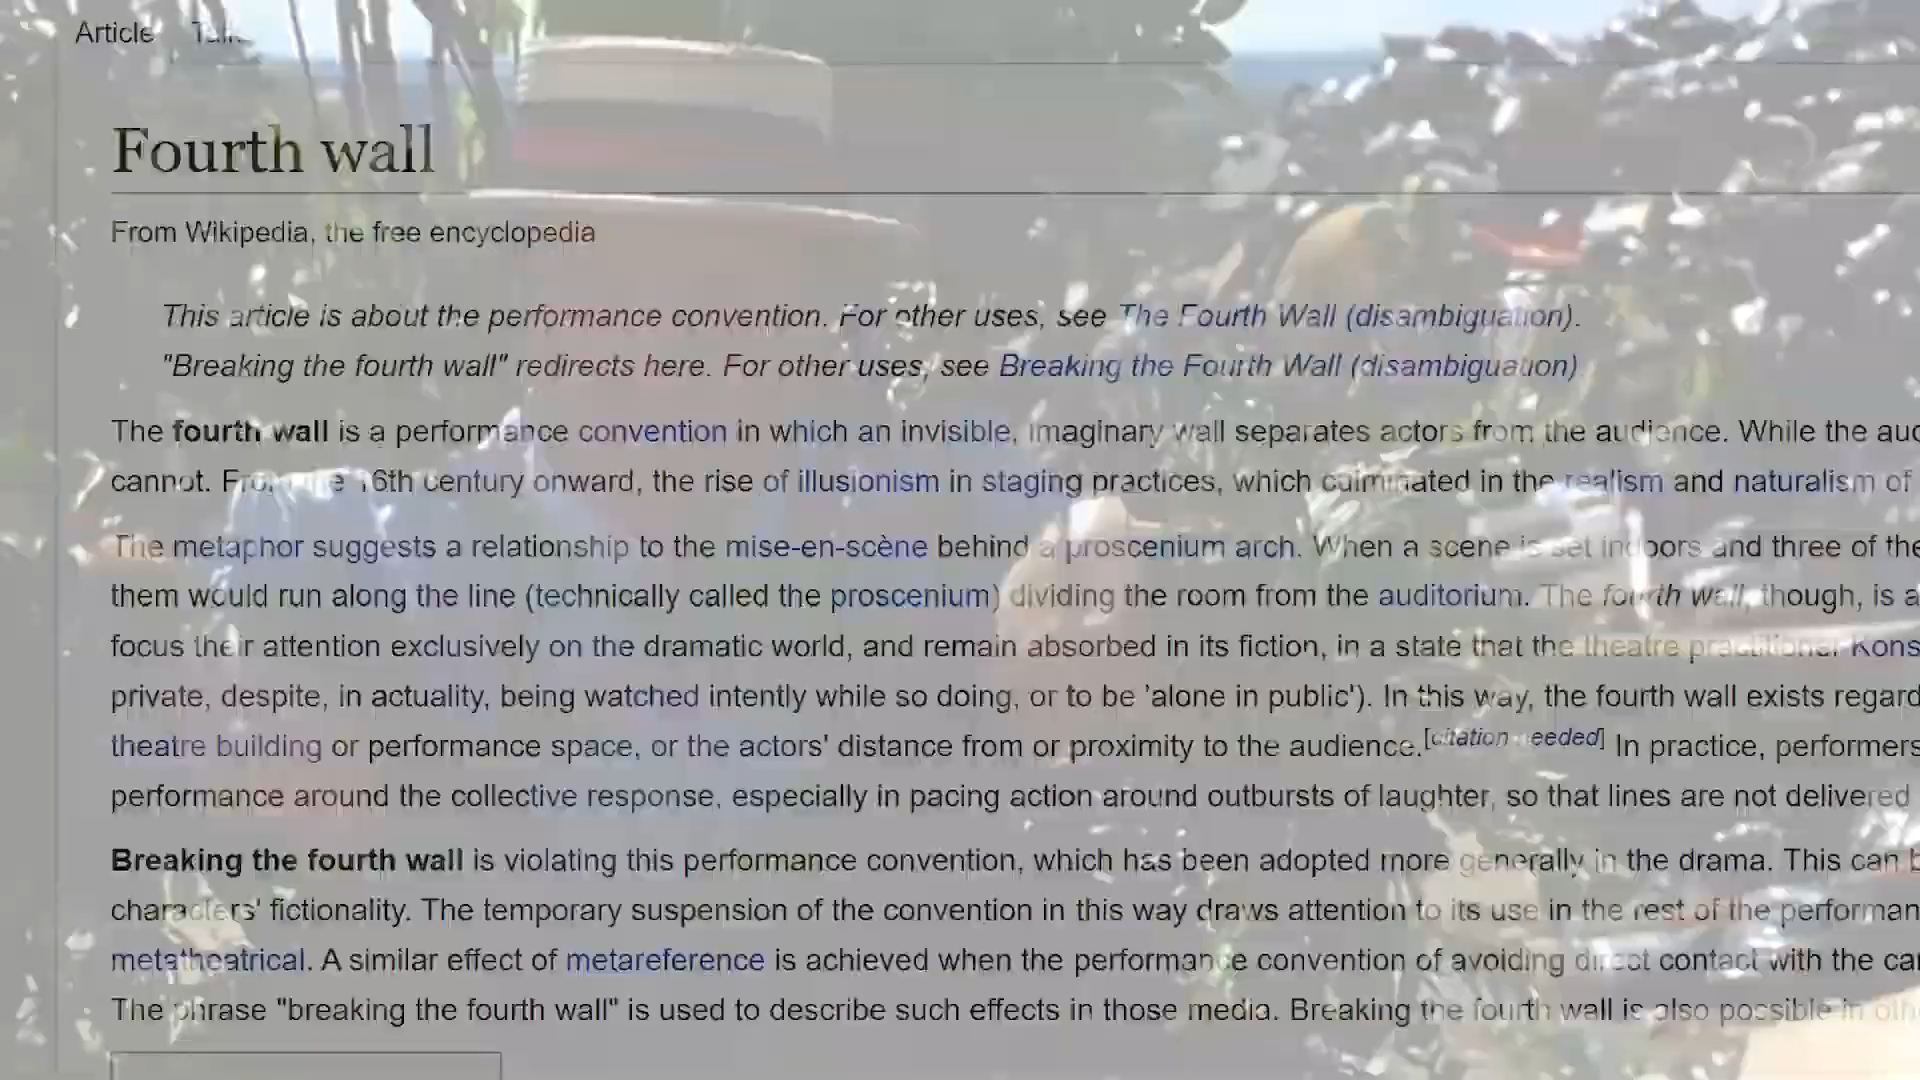 Article Talk
Fourth wall
From Wikipedia, the free encyclopedia
This article is about the performance convention. For other uses, see The Fourth Wall (disambiguation).
"Breaking the fourth wall" redirects here. For other uses, see Breaking the Fourth Wall (disambiguation)
The fourth wall is a performance convention in which an invisible, imaginary wall separates actors from the audience. While the
cannot. From the 16th century onward, the rise of illusionism in staging practices, which culminated in the realism and naturalism of
The metaphor suggests a relationship to the mise-en-scène behind a proscenium arch. When a scene is set indoors and three of the
them would run along the line (technically called the proscenium) dividing the room from the auditorium. The fourth wall, though, is a
focus their attention exclusively on the dramatic world, and remain absorbed in its fiction, in a state that the theatre practitioner Kons
private, despite, in actuality, being watched intently while so doing, or to be 'alone in public'). In this way, the fourth wall exists regard
theatre building or performance space, or the actors' distance from or proximity to the audience.[citation needed] In practice, performers
performance around the collective response, especially in pacing action around outbursts of laughter, so that lines are not delivered
Breaking the fourth wall is violating this performance convention, which has been adopted more generally in the drama. This can
characters' fictionality. The temporary suspension of the convention in this way draws attention to its use in the rest of the performan
metatheatrical. A similar effect of metareference is achieved when the performance convention of avoiding direct contact with the
The phrase "breaking the fourth wall" is used to describe such effects in those media. Breaking the fourth wall is also possible in